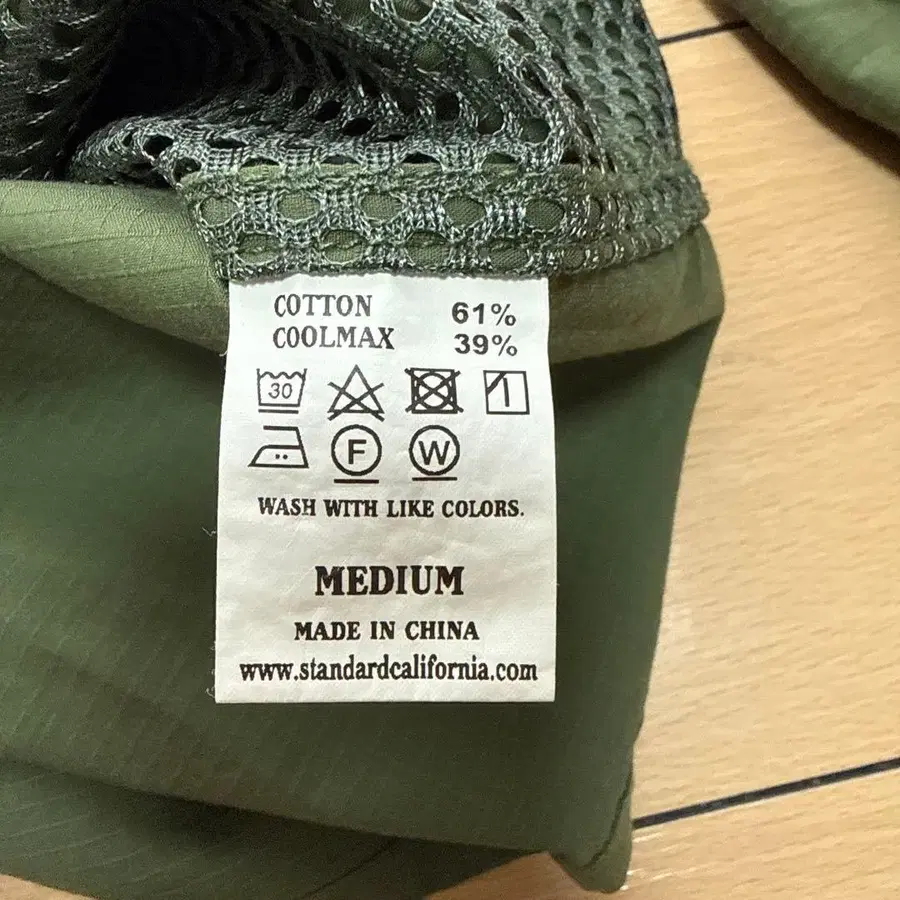 COTTON 61%
COOLMAX 39%
30
F W
WASH WITH LIKE COLORS.
MEDIUM
MADE IN CHINA
www.standardcalifornia.com